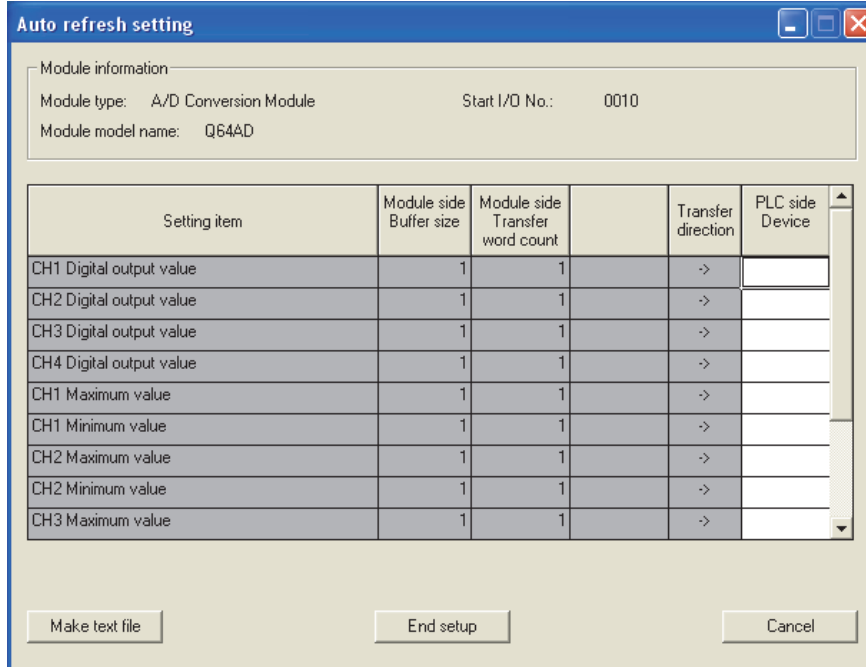 Auto refresh setting
Module information
Module type: A/D Conversion Module Start I/O No.: 0010
Module model name: Q64AD
Setting item Module side Buffer size Module side Transfer word count Transfer direction PLC side Device
CH1 Digital output value 1 1 ->
CH2 Digital output value 1 1 ->
CH3 Digital output value 1 1 ->
CH4 Digital output value 1 1 ->
CH1 Maximum value 1 1 ->
CH1 Minimum value 1 1 ->
CH2 Maximum value 1 1 ->
CH2 Minimum value 1 1 ->
CH3 Maximum value 1 1 ->
Make text file End setup Cancel